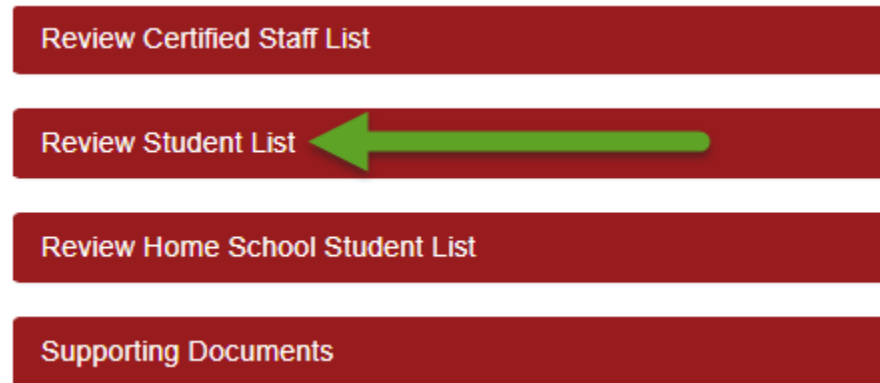 Review Certified Staff List
Review Student List
Review Home School Student List
Supporting Documents